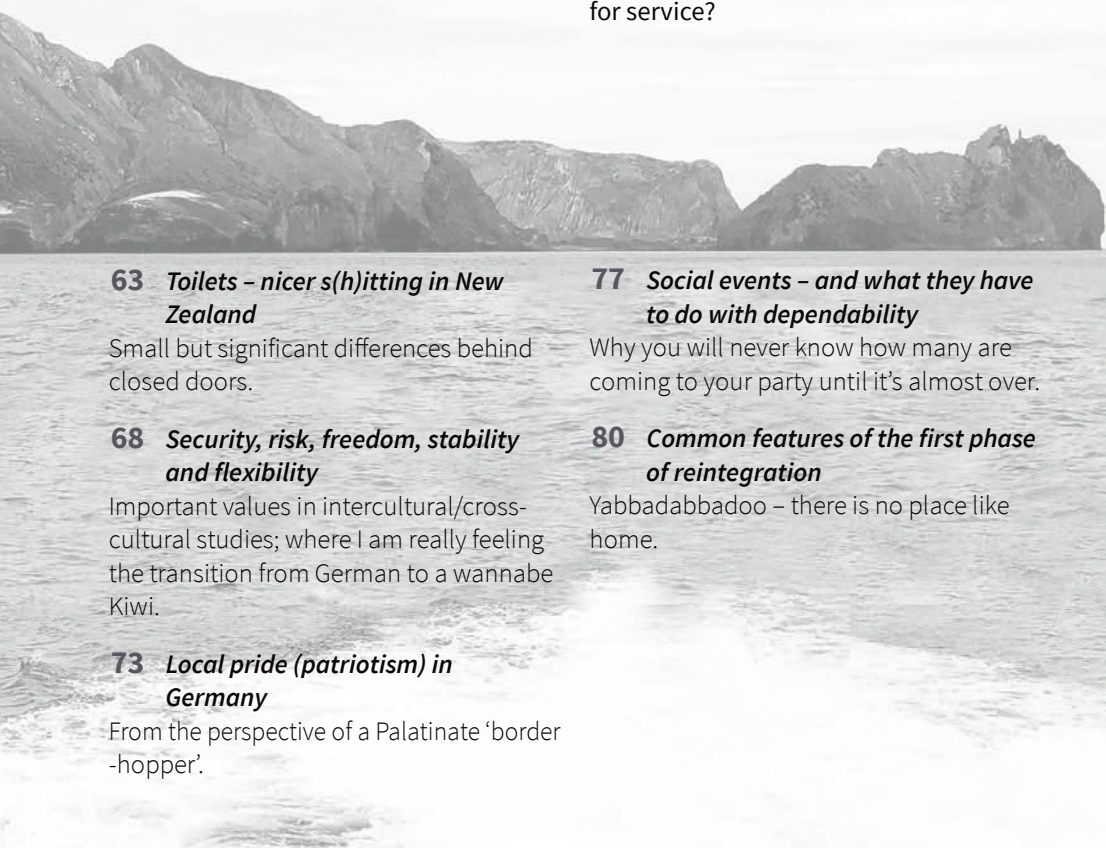 for service?
63 Toilets – nicer s(h)itting in New
Zealand
Small but significant differences behind
closed doors.
68 Security, risk, freedom, stability
and flexibility
Important values in intercultural/cross-
cultural studies; where I am really feeling
the transition from German to a wannabe
Kiwi.
73 Local pride (patriotism) in
Germany
From the perspective of a Palatinate ‘border
-hopper’.
77 Social events – and what they have
to do with dependability
Why you will never know how many are
coming to your party until it’s almost over.
80 Common features of the first phase
of reintegration
Yabbadabbadoo – there is no place like
home.